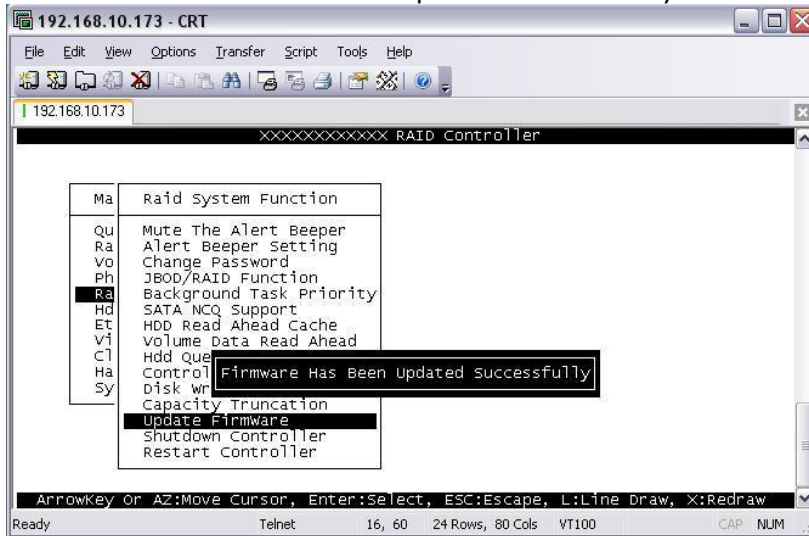 192.168.10.173 - CRT
File Edit View Options Transfer Script Tools Help
192.168.10.173
XXXXXXXXXXXX RAID Controller
Ma
Raid System Function
Qu
Mute The Alert Beeper
Ra
Alert Beeper Setting
Vo
Change Password
Ph
JBOD/RAID Function
Ra
Background Task Priority
Hd
SATA NCQ Support
Et
HDD Read Ahead Cache
Vi
Volume Data Read Ahead
Cl
Hdd Que
Ha
Control
Firmware Has Been Updated Successfully
Sy
Disk Wr
Capacity Truncation
Update FirmWare
Shutdown Controller
Restart Controller
ArrowKey Or AZ:Move Cursor, Enter:Select, ESC:Escape, L:Line Draw, X:Redraw
Ready Telnet 16, 60 24 Rows, 80 Cols VT100 CAP NUM